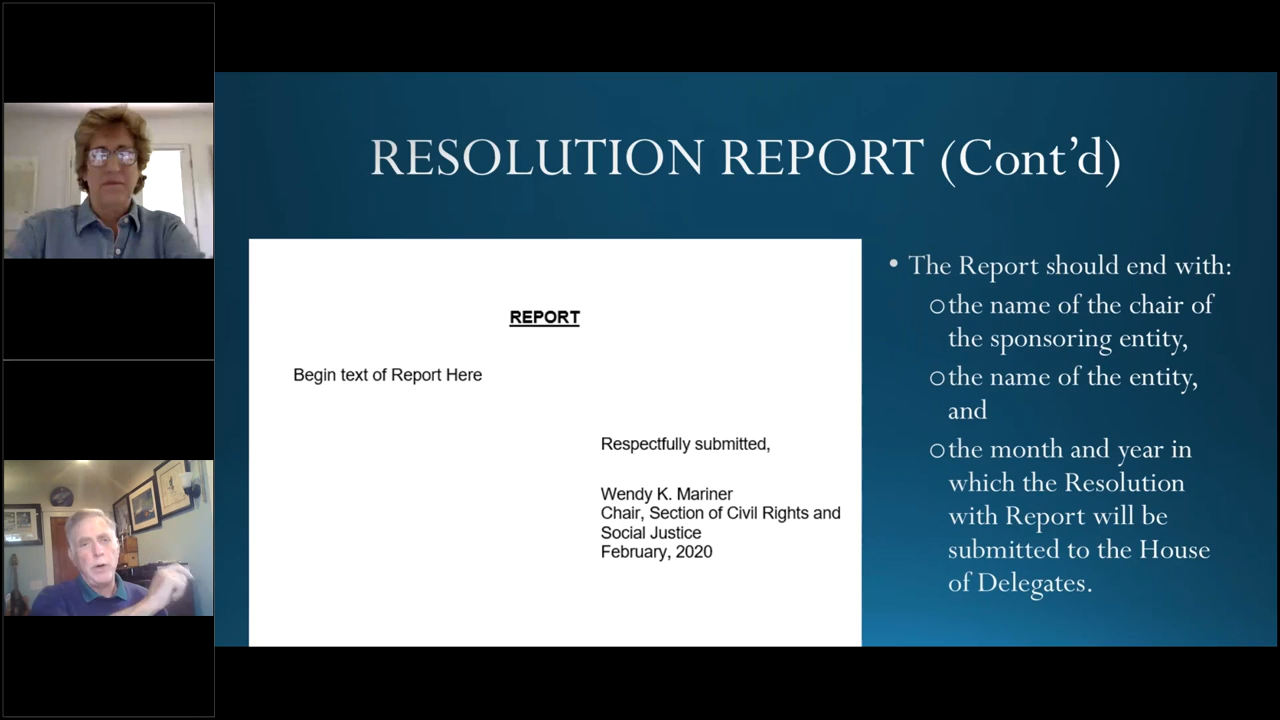 RESOLUTION REPORT (Cont’d)
REPORT
Begin text of Report Here
Respectfully submitted,
Wendy K. Mariner
Chair, Section of Civil Rights and
Social Justice
February, 2020
• The Report should end with:
○the name of the chair of
the sponsoring entity,
○the name of the entity,
and
○the month and year in
which the Resolution
with Report will be
submitted to the House
of Delegates.